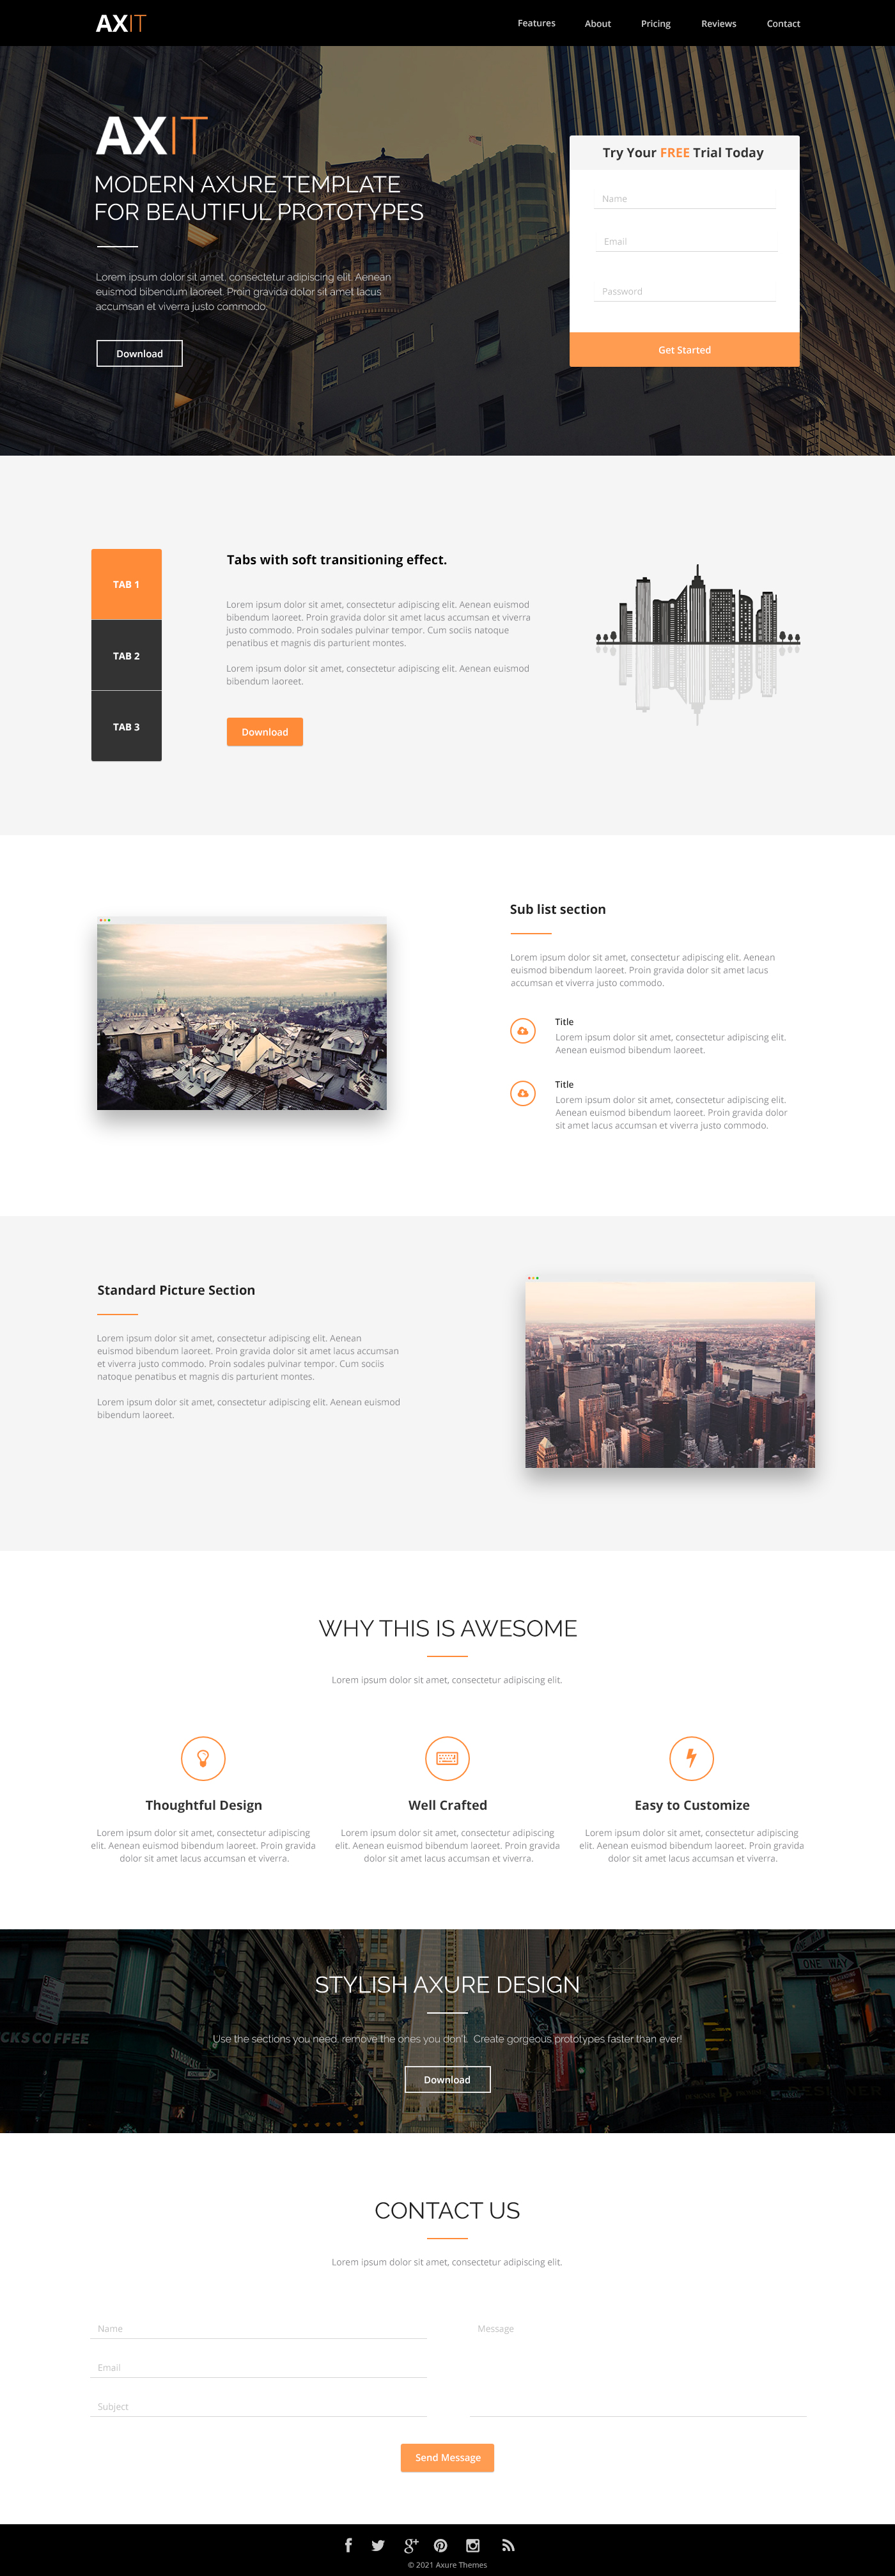 AXIT
Features About Pricing Reviews Contact
AXIT
MODERN AXURE TEMPLATE
FOR BEAUTIFUL PROTOTYPES
Lorem ipsum dolor sit amet, consectetur adipiscing elit. Aenean
euismod bibendum laoreet. Proin gravida dolor sit amet lacus
accumsan et viverra justo commodo.
Download
Try Your FREE Trial Today
Name
Email
Password
Get Started
TAB 1
TAB 2
TAB 3
Tabs with soft transitioning effect.
Lorem ipsum dolor sit amet, consectetur adipiscing elit. Aenean euismod
bibendum laoreet. Proin gravida dolor sit amet lacus accumsan et viverra
justo commodo. Proin sodales pulvinar tempor. Cum sociis natoque
penatibus et magnis dis parturient montes.
Lorem ipsum dolor sit amet, consectetur adipiscing elit. Aenean euismod
bibendum laoreet.
Download
Sub list section
Lorem ipsum dolor sit amet, consectetur adipiscing elit. Aenean
euismod bibendum laoreet. Proin gravida dolor sit amet lacus
accumsan et viverra justo commodo.
Title
Lorem ipsum dolor sit amet, consectetur adipiscing elit.
Aenean euismod bibendum laoreet.
Title
Lorem ipsum dolor sit amet, consectetur adipiscing elit.
Aenean euismod bibendum laoreet. Proin gravida dolor
sit amet lacus accumsan et viverra justo commodo.
Standard Picture Section
Lorem ipsum dolor sit amet, consectetur adipiscing elit. Aenean
euismod bibendum laoreet. Proin gravida dolor sit amet lacus accumsan
et viverra justo commodo. Proin sodales pulvinar tempor. Cum sociis
natoque penatibus et magnis dis parturient montes.
Lorem ipsum dolor sit amet, consectetur adipiscing elit. Aenean euismod
bibendum laoreet.
WHY THIS IS AWESOME
Lorem ipsum dolor sit amet, consectetur adipiscing elit.
Thoughtful Design
Lorem ipsum dolor sit amet, consectetur adipiscing
elit. Aenean euismod bibendum laoreet. Proin gravida
dolor sit amet lacus accumsan et viverra.
Well Crafted
Lorem ipsum dolor sit amet, consectetur adipiscing
elit. Aenean euismod bibendum laoreet. Proin gravida
dolor sit amet lacus accumsan et viverra.
Easy to Customize
Lorem ipsum dolor sit amet, consectetur adipiscing
elit. Aenean euismod bibendum laoreet. Proin gravida
dolor sit amet lacus accumsan et viverra.
ONE WAY
STYLISH AXURE DESIGN
CKS COFFEE
Use the sections you need, remove the ones you don't. Create gorgeous prototypes faster than ever!
Download
CONTACT US
Lorem ipsum dolor sit amet, consectetur adipiscing elit.
Name
Email
Subject
Message
Send Message
© 2021 Axure Themes